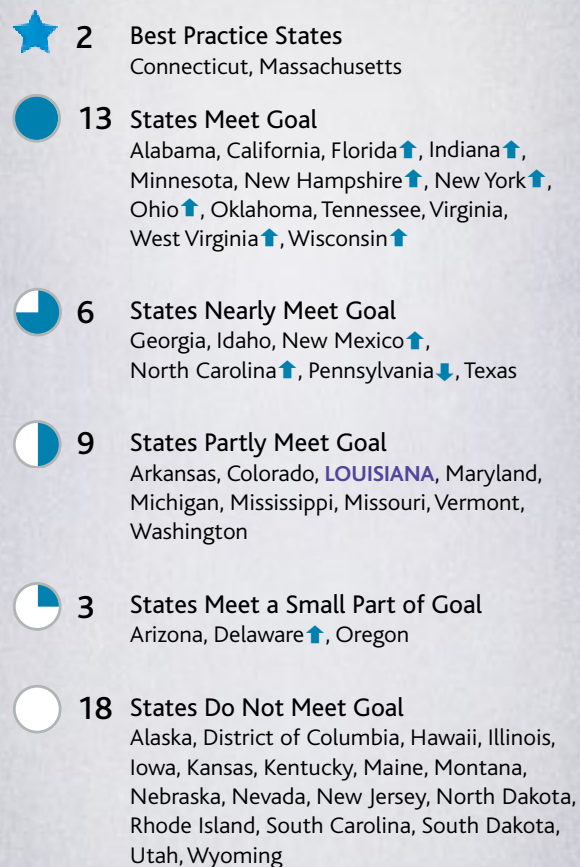 2 Best Practice States
Connecticut, Massachusetts
13 States Meet Goal
Alabama, California, Florida⬆, Indiana⬆,
Minnesota, New Hampshire⬆, New York⬆,
Ohio⬆, Oklahoma, Tennessee, Virginia,
West Virginia⬆, Wisconsin⬆
6 States Nearly Meet Goal
Georgia, Idaho, New Mexico⬆,
North Carolina⬆, Pennsylvania⬇, Texas
9 States Partly Meet Goal
Arkansas, Colorado, LOUISIANA, Maryland,
Michigan, Mississippi, Missouri, Vermont,
Washington
3 States Meet a Small Part of Goal
Arizona, Delaware⬆, Oregon
18 States Do Not Meet Goal
Alaska, District of Columbia, Hawaii, Illinois,
Iowa, Kansas, Kentucky, Maine, Montana,
Nebraska, Nevada, New Jersey, North Dakota,
Rhode Island, South Carolina, South Dakota,
Utah, Wyoming